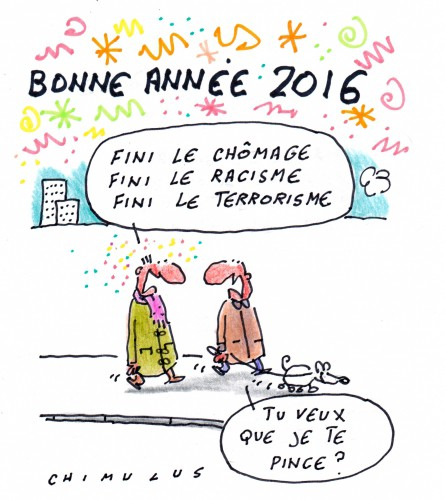 BONNE ANNÉE 2016
FINI LE CHÔMAGE
FINI LE RACISME
FINI LE TERRORISME
TU VEUX
QUE JE TE
PINCE ?
CHIMULUS